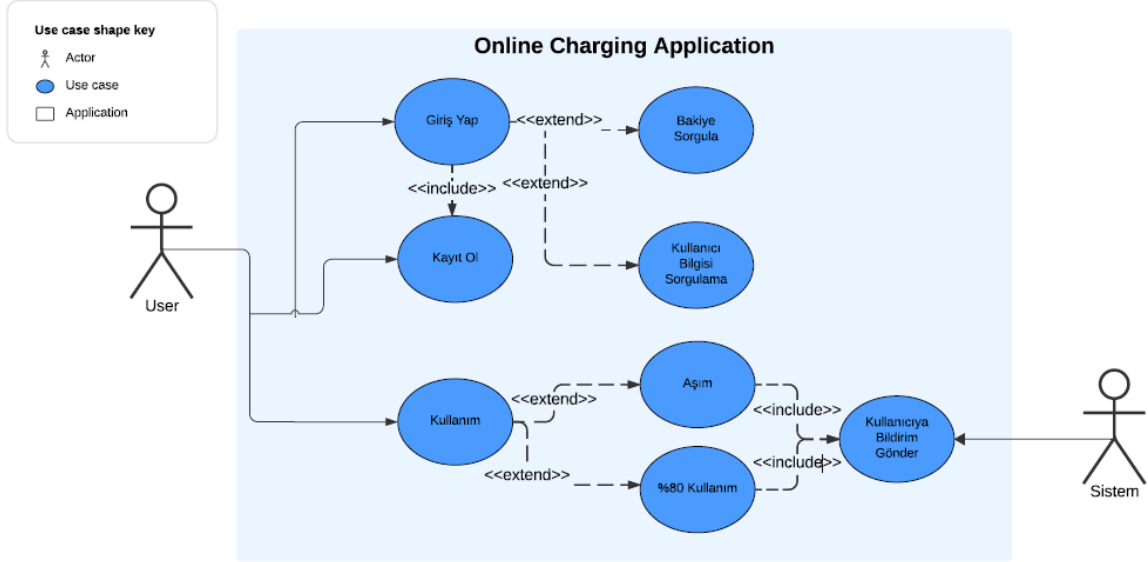 Use case shape key
Actor
Use case
Application
Online Charging Application
Giriş Yap
<<extend>>
Bakiye
Sorgula
<<include>>
<<extend>>
Kayıt Ol
Kullanıcı
Bilgisi
Sorgulama
User
Kullanım
<<extend>>
Aşım
<<include>>
<<extend>>
%80 Kullanım
<<include>>
Kullanıcıya
Bildirim
Gönder
Sistem